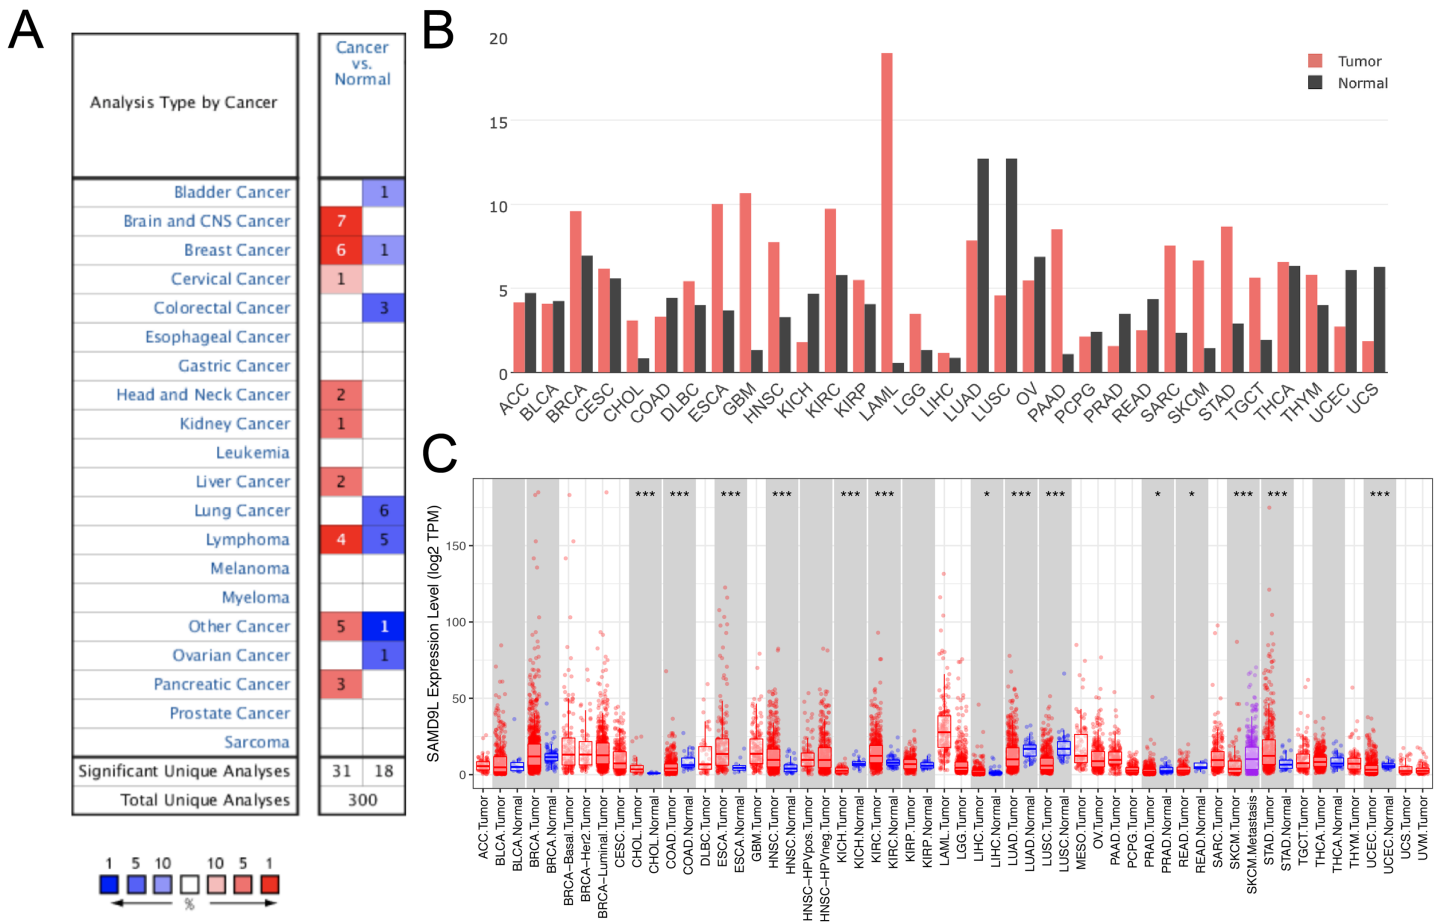 A
Analysis Type by Cancer
Cancer
vs.
Normal
Bladder Cancer 1
Brain and CNS Cancer 7
Breast Cancer 6 1
Cervical Cancer 1
Colorectal Cancer 3
Esophageal Cancer
Gastric Cancer
Head and Neck Cancer 2
Kidney Cancer 1
Leukemia
Liver Cancer 2
Lung Cancer 6
Lymphoma 4 5
Melanoma
Myeloma
Other Cancer 5 1
Ovarian Cancer 1
Pancreatic Cancer 3
Prostate Cancer
Sarcoma
Significant Unique Analyses 31 18
Total Unique Analyses 300
1 5 10 10 5 1
%
B
20
15
10
5
0
Tumor
Normal
ACC
BLCA
BRCA
CESC
CHOL
COAD
DLBC
ESCA
GBM
HNSC
KICH
KIRC
KIRP
LAML
LGG
LIHC
LUAD
LUSC
OV
PAAD
PCPG
PRAD
READ
SARC
SKCM
STAD
TGCT
THCA
THYM
UCEC
UCS
C
SAMD9L Expression Level (log2 TPM)
150
100
50
0
*** *** *** *** *** *** * *** *** * * *** *** ***
ACC.Tumor
BLCA.Tumor
BLCA.Normal
BRCA.Tumor
BRCA.Normal
BRCA-Basal.Tumor
BRCA-Her2.Tumor
BRCA-Luminal.Tumor
CESC.Tumor
CHOL.Tumor
CHOL.Normal
COAD.Tumor
COAD.Normal
DLBC.Tumor
ESCA.Tumor
ESCA.Normal
GBM.Tumor
HNSC.Tumor
HNSC.Normal
HNSC-HPVpos.Tumor
HNSC-HPVneg.Tumor
KICH.Tumor
KICH.Normal
KIRC.Tumor
KIRC.Normal
KIRP.Tumor
KIRP.Normal
LAML.Tumor
LGG.Tumor
LIHC.Tumor
LIHC.Normal
LUAD.Tumor
LUAD.Normal
LUSC.Tumor
LUSC.Normal
MESO.Tumor
OV.Tumor
PAAD.Tumor
PCPG.Tumor
PRAD.Tumor
PRAD.Normal
READ.Tumor
READ.Normal
SARC.Tumor
SKCM.Tumor
SKCM.Metastasis
STAD.Tumor
STAD.Normal
TGCT.Tumor
THCA.Tumor
THCA.Normal
THYM.Tumor
UCEC.Tumor
UCEC.Normal
UCS.Tumor
UVM.Tumor